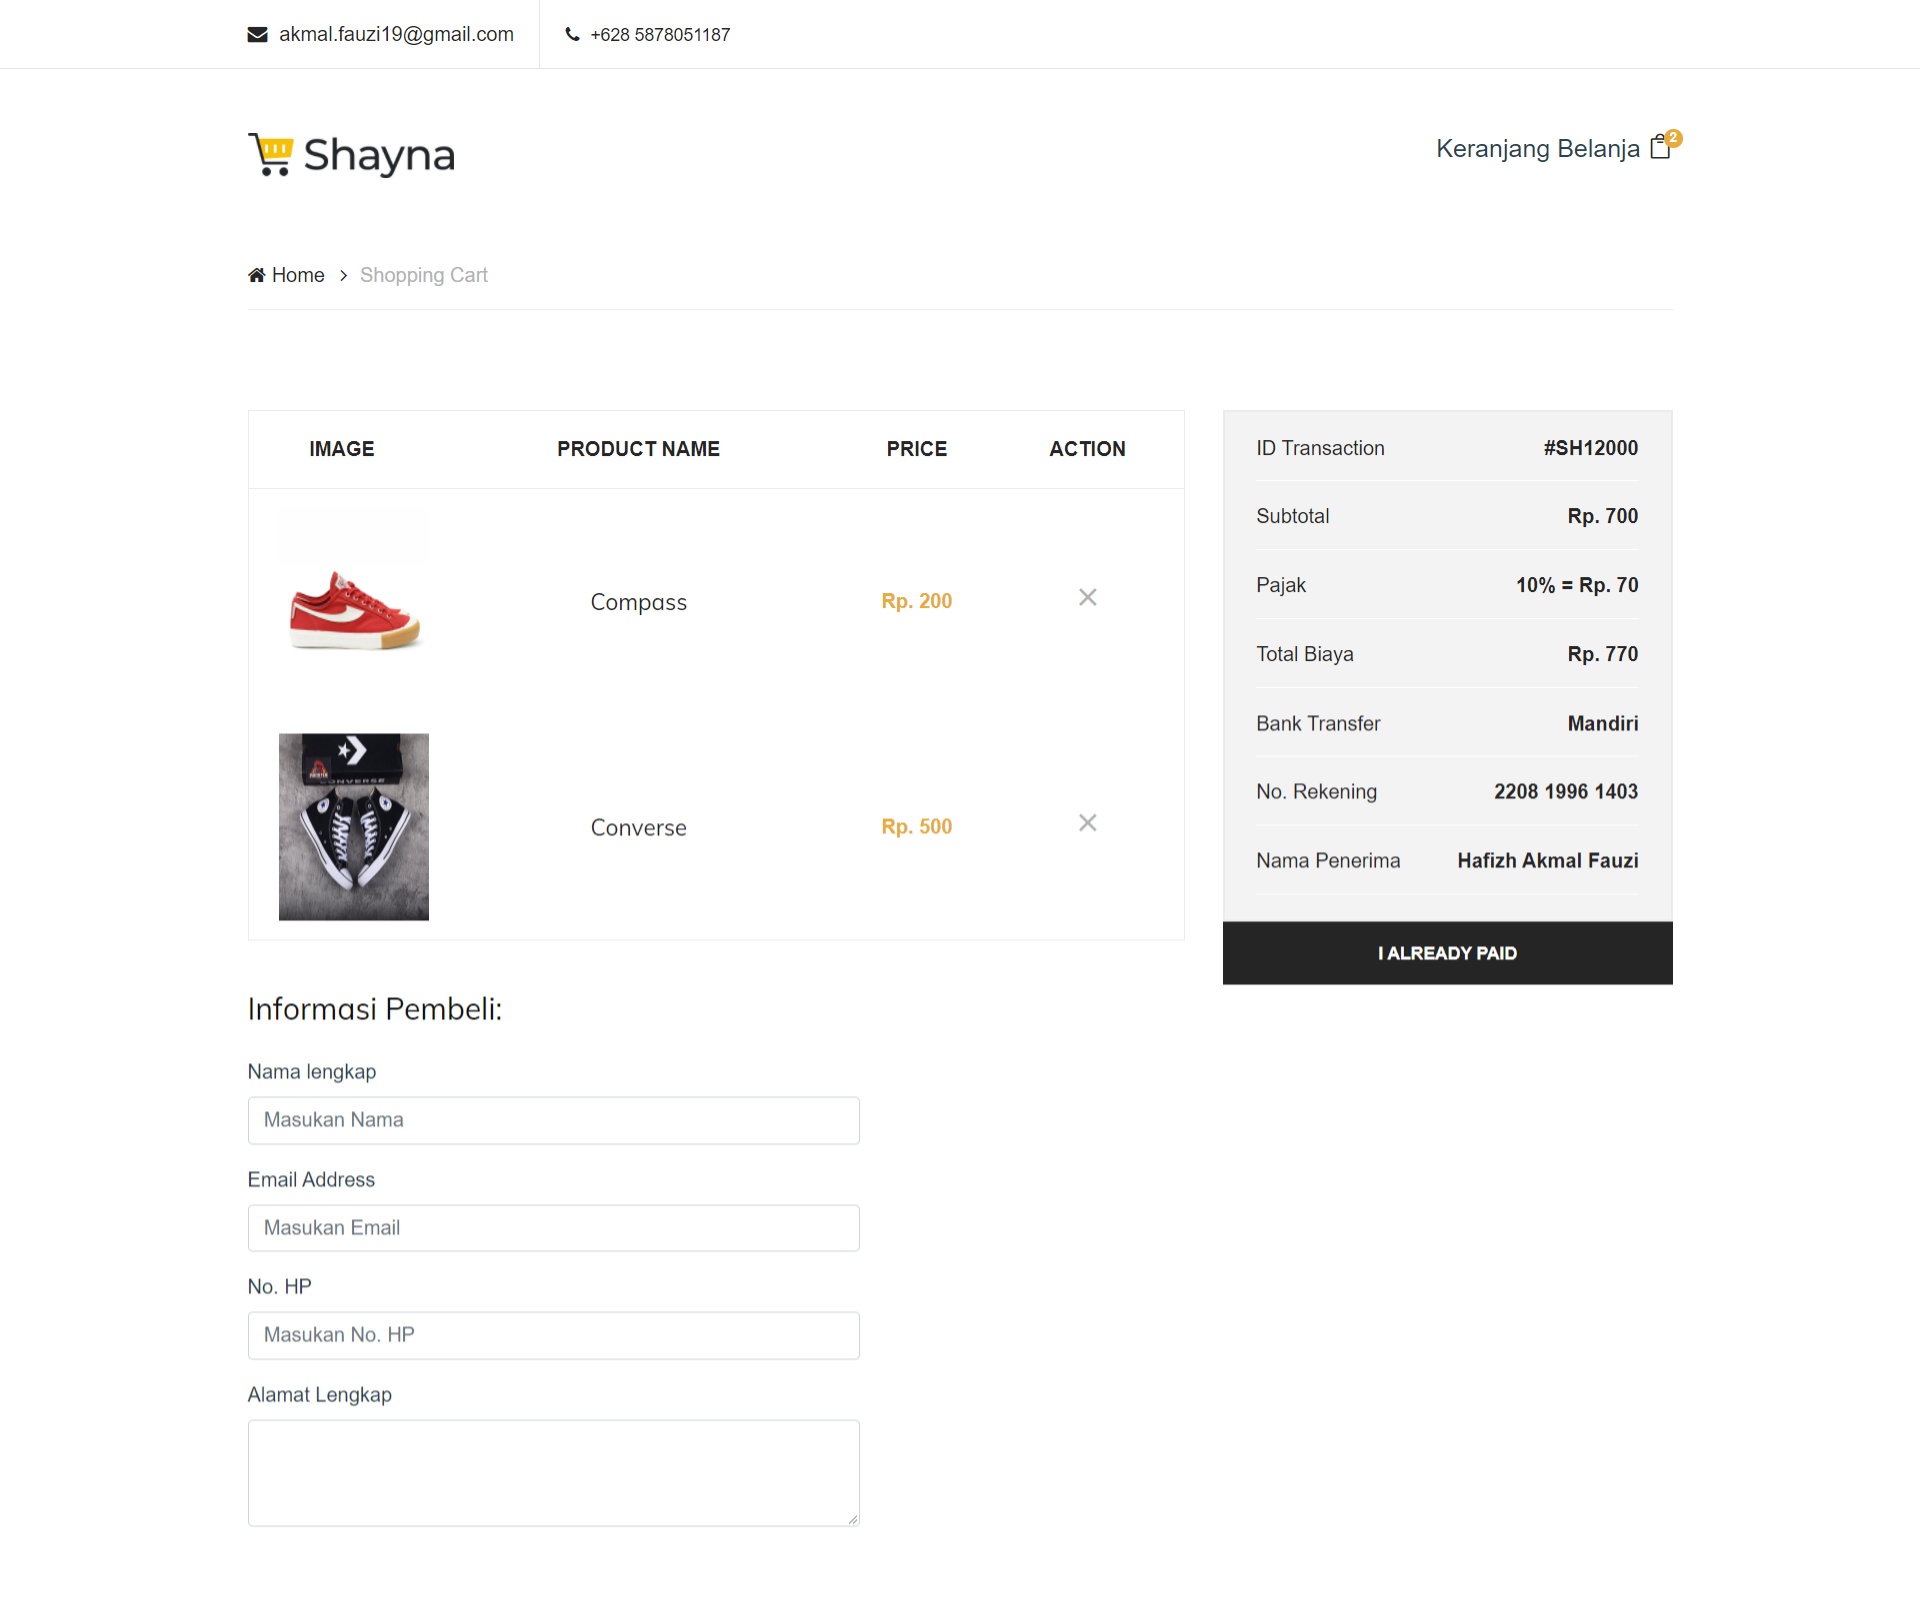 akmal.fauzi19@gmail.com
+628 5878051187
Shayna
Keranjang Belanja 2
Home > Shopping Cart
IMAGE PRODUCT NAME PRICE ACTION
Compass Rp. 200
CONVERSE
Converse Rp. 500
ID Transaction #SH12000
Subtotal Rp. 700
Pajak 10% = Rp. 70
Total Biaya Rp. 770
Bank Transfer Mandiri
No. Rekening 2208 1996 1403
Nama Penerima Hafizh Akmal Fauzi
I ALREADY PAID
Informasi Pembeli:
Nama lengkap
Masukan Nama
Email Address
Masukan Email
No. HP
Masukan No. HP
Alamat Lengkap